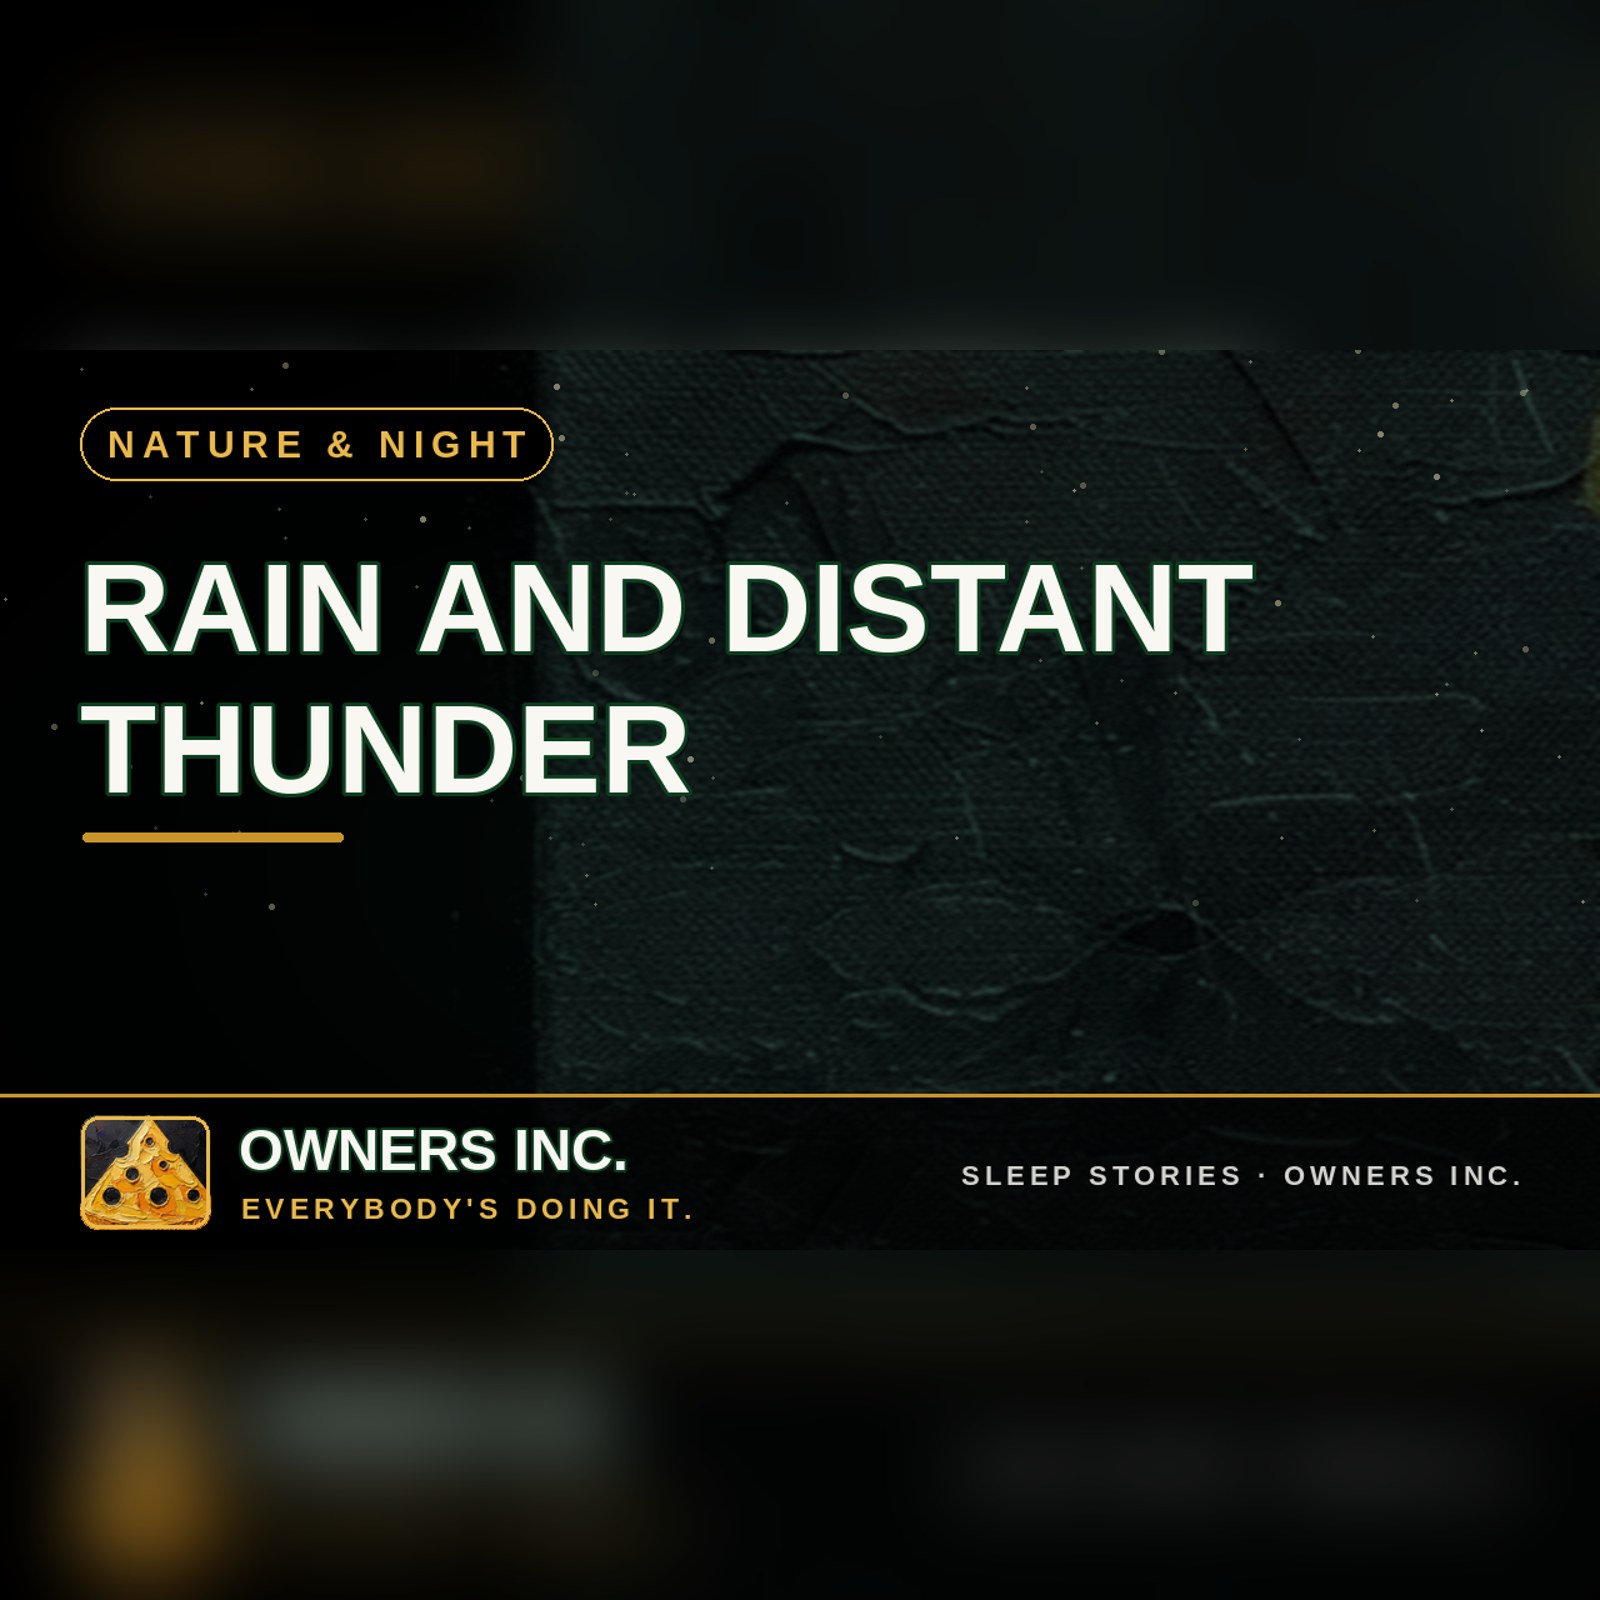 NATURE & NIGHT
RAIN AND DISTANT
THUNDER
OWNERS INC.
EVERYBODY'S DOING IT.
SLEEP STORIES · OWNERS INC.